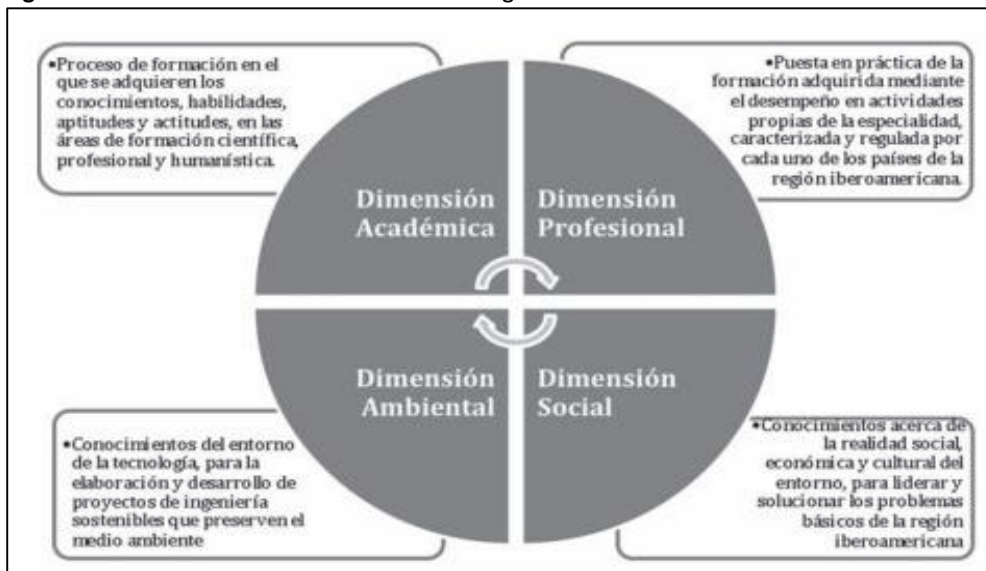 •Proceso de formación en el
que se adquieren los
conocimientos, habilidades,
aptitudes y actitudes, en las
áreas de formación científica,
profesional y humanística.
•Puesta en práctica de la
formación adquirida mediante
el desempeño en actividades
propias de la especialidad,
caracterizada y regulada por
cada uno de los países de la
región iberoamericana.
Dimensión
Académica
Dimensión
Profesional
Dimensión
Ambiental
Dimensión
Social
•Conocimientos del entorno
de la tecnología, para la
elaboración y desarrollo de
proyectos de ingeniería
sostenibles que preserven el
medio ambiente
•Conocimientos acerca de
la realidad social,
económica y cultural del
entorno, para liderar y
solucionar los problemas
básicos de la región
iberoamericana